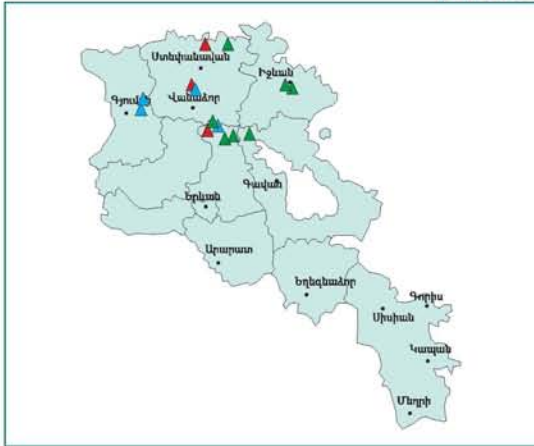 Ստեփանավան
Իջևան
Գյումրի
Վանաձոր
Գավառ
Երևան
Արարատ
Եղեգնաձոր
Գորիս
Սիսիան
Կապան
Մեղրի